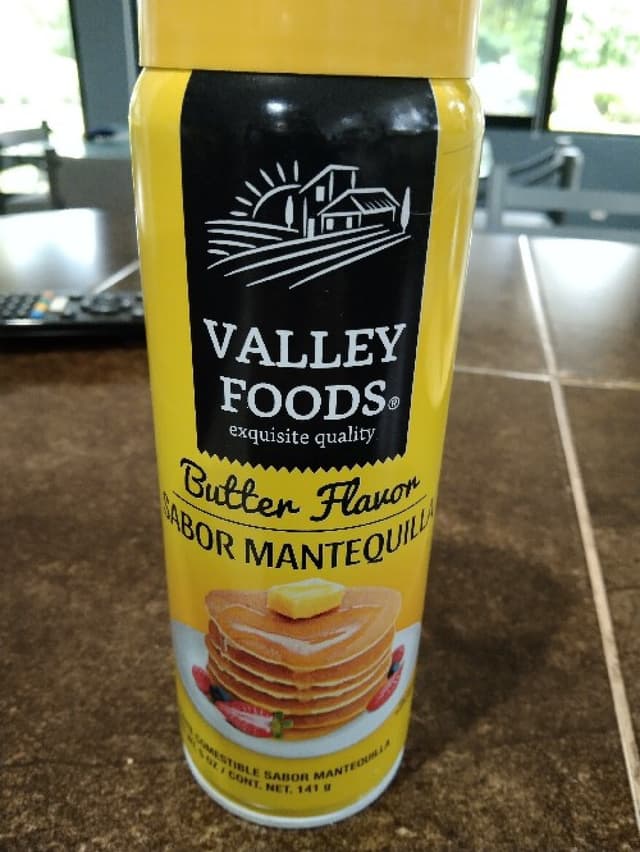 VALLEY
FOODS®
exquisite quality
Butter Flavor
SABOR MANTEQUILLA
COMESTIBLE SABOR MANTEQUILLA
5 OZ / CONT. NET. 141 g